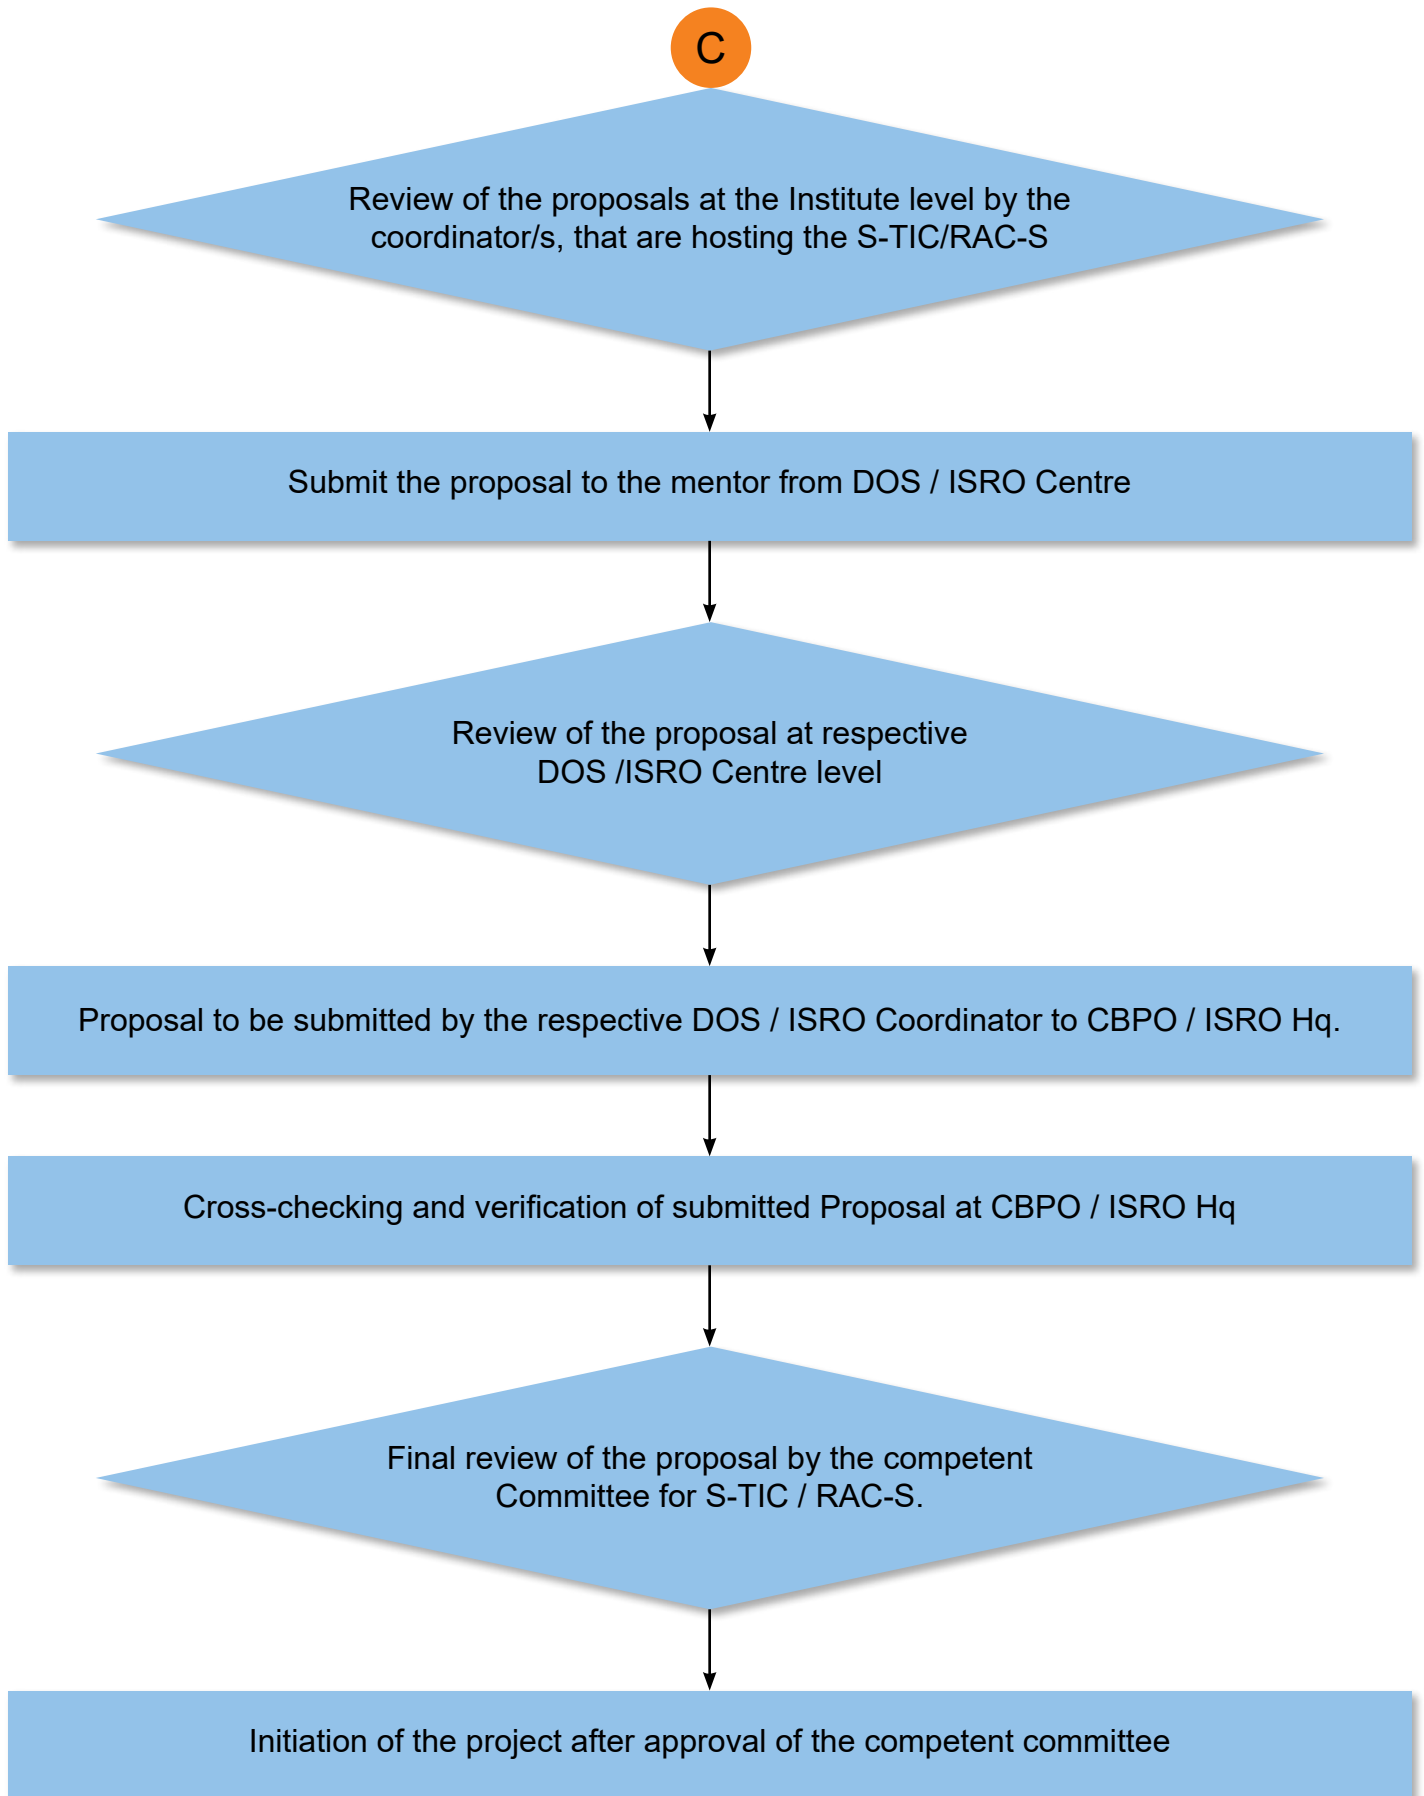 C
Review of the proposals at the Institute level by the
coordinator/s, that are hosting the S-TIC/RAC-S
Submit the proposal to the mentor from DOS / ISRO Centre
Review of the proposal at respective
DOS /ISRO Centre level
Proposal to be submitted by the respective DOS / ISRO Coordinator to CBPO / ISRO Hq.
Cross-checking and verification of submitted Proposal at CBPO / ISRO Hq
Final review of the proposal by the competent
Committee for S-TIC / RAC-S.
Initiation of the project after approval of the competent committee